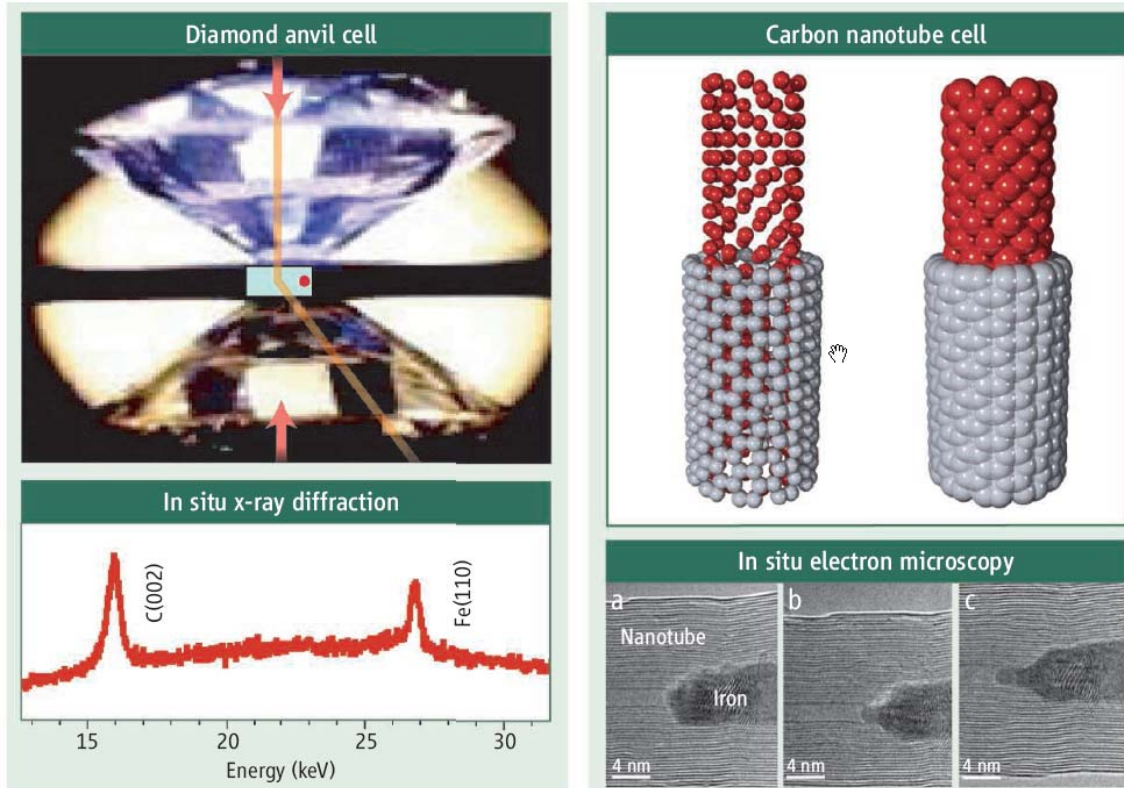 Diamond anvil cell
Carbon nanotube cell
In situ x-ray diffraction
C(002)
Fe(110)
15 20 25 30
Energy (keV)
In situ electron microscopy
a
Nanotube
Iron
4 nm
b
4 nm
c
4 nm